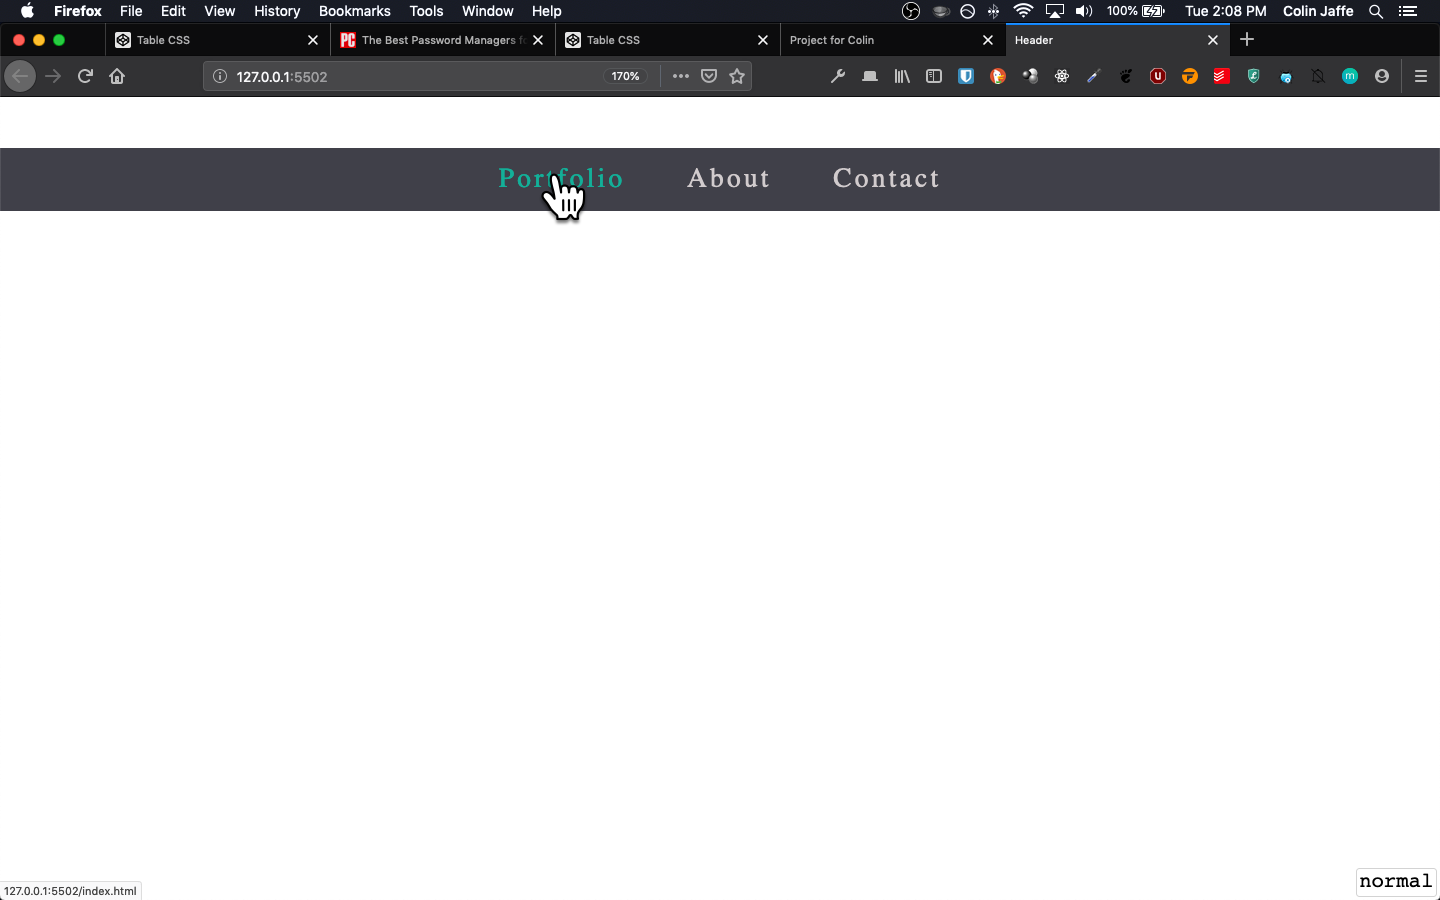 Firefox File Edit View History Bookmarks Tools Window Help 100% Tue 2:08 PM Colin Jaffe
Table CSS PC The Best Password Managers fo Table CSS Project for Colin Header
127.0.0.1:5502 170%
Portfolio About Contact
127.0.0.1:5502/index.html
normal